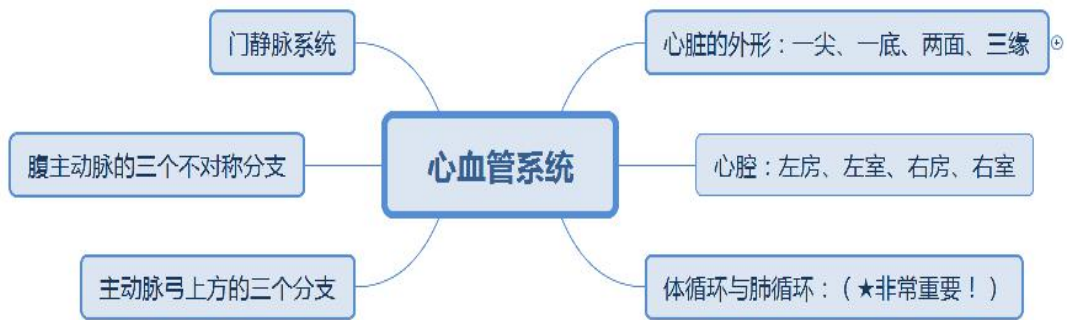 门静脉系统
心脏的外形：一尖、一底、两面、三缘
腹主动脉的三个不对称分支
心血管系统
心腔：左房、左室、右房、右室
主动脉弓上方的三个分支
体循环与肺循环：（★非常重要！）